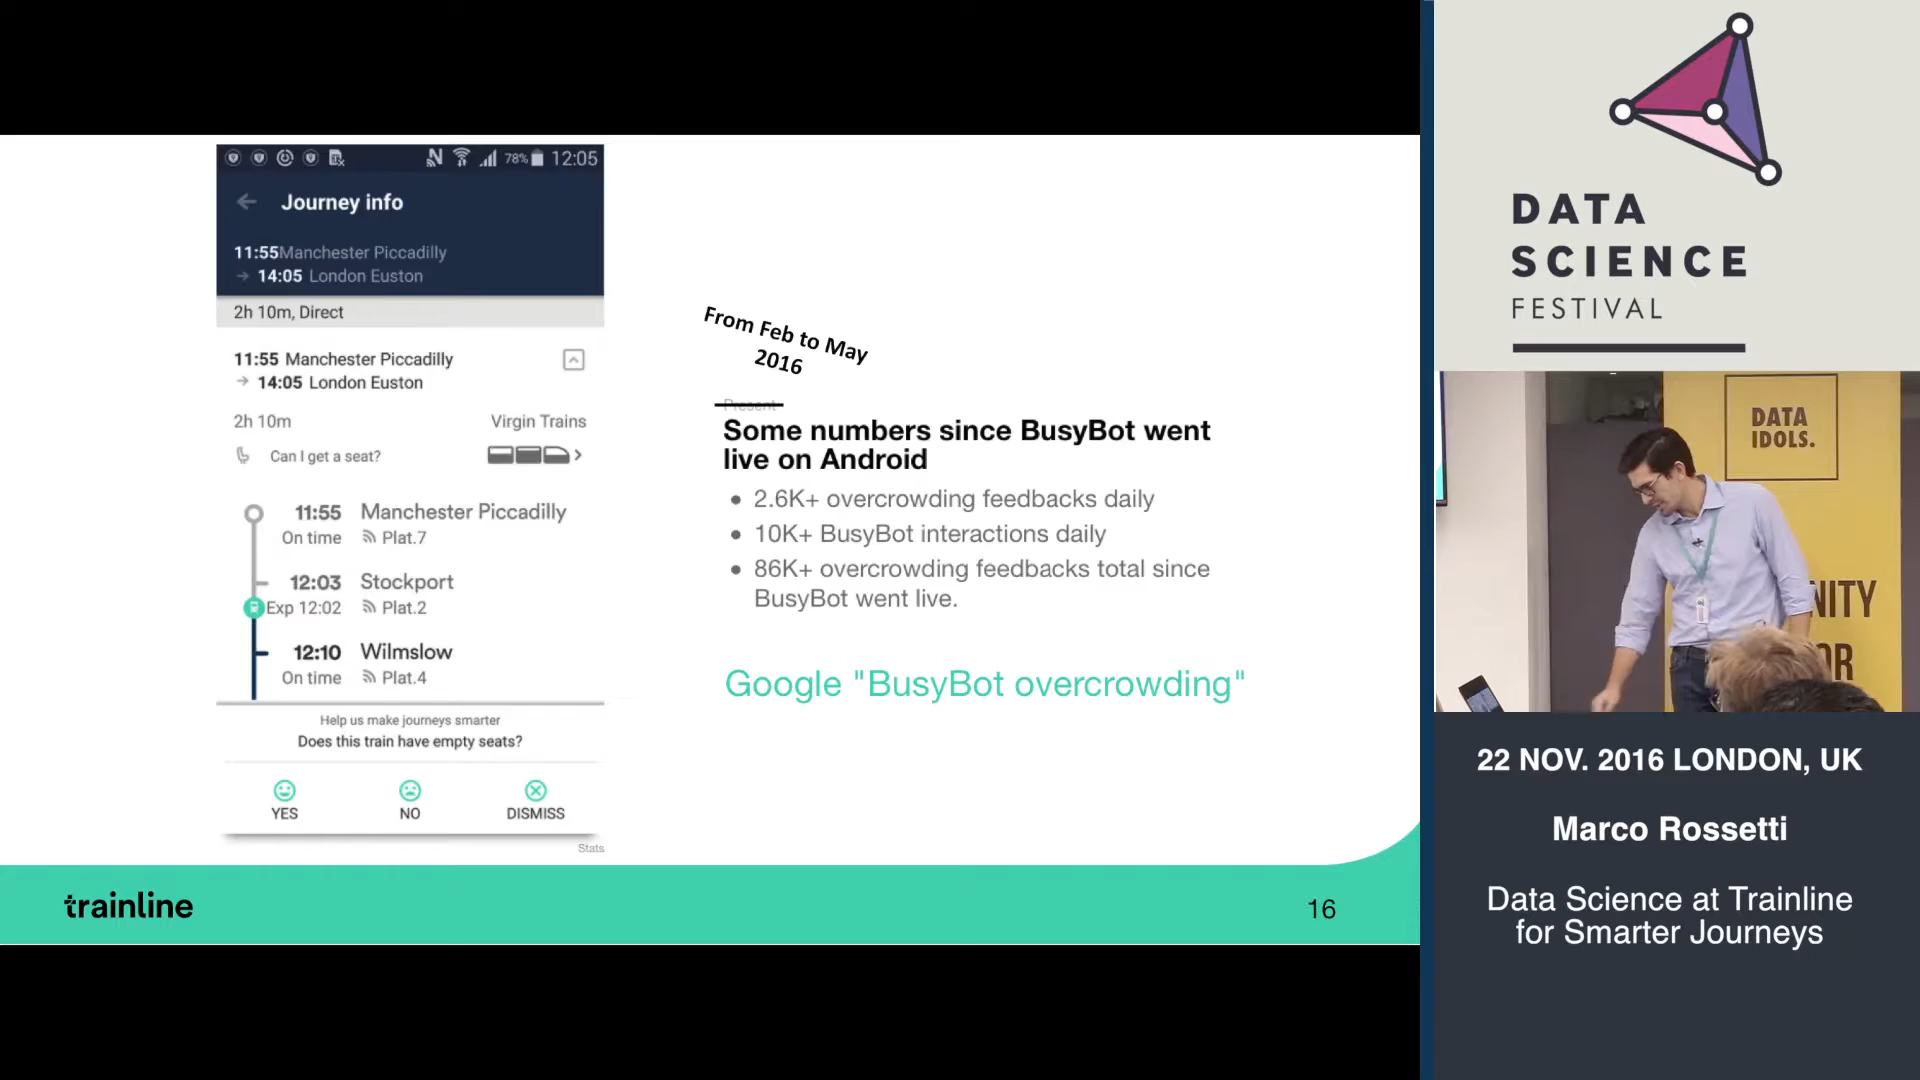 78% 12:05
Journey info
11:55Manchester Piccadilly
→ 14:05 London Euston
2h 10m, Direct
11:55 Manchester Piccadilly
→ 14:05 London Euston
2h 10m Virgin Trains
Can I get a seat?
11:55 Manchester Piccadilly
On time Plat.7
12:03 Stockport
Exp 12:02 Plat.2
12:10 Wilmslow
On time Plat.4
Help us make journeys smarter
Does this train have empty seats?
YES NO DISMISS
Stats
From Feb to May
2016
Present
Some numbers since BusyBot went
live on Android
• 2.6K+ overcrowding feedbacks daily
• 10K+ BusyBot interactions daily
• 86K+ overcrowding feedbacks total since
BusyBot went live.
Google "BusyBot overcrowding"
trainline
16
DATA
SCIENCE
FESTIVAL
DATA
IDOLS.
NITY
OR
22 NOV. 2016 LONDON, UK
Marco Rossetti
Data Science at Trainline
for Smarter Journeys